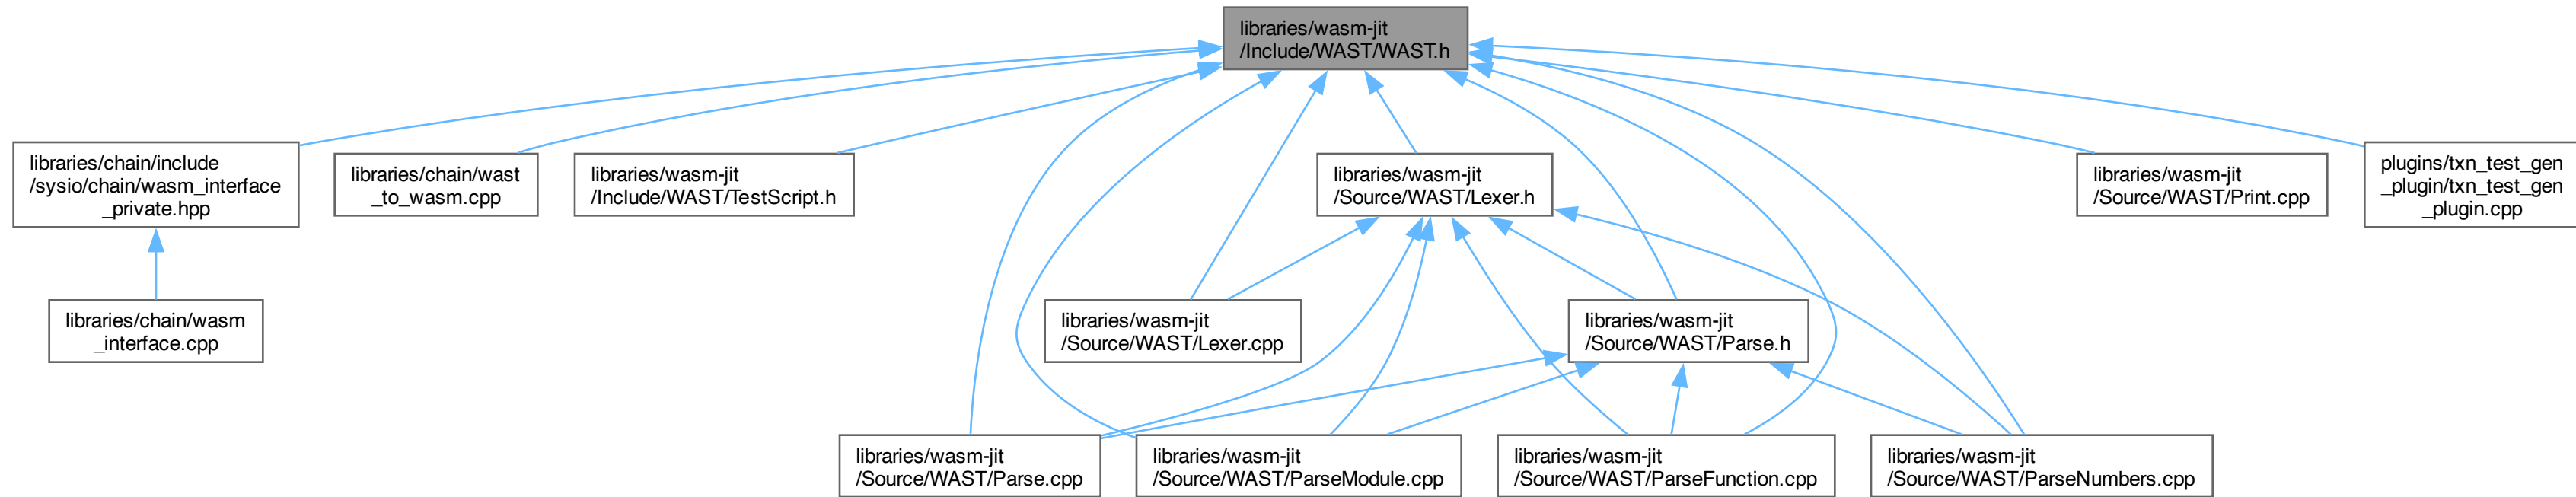 libraries/wasm-jit
/Include/WAST/WAST.h
libraries/chain/include
/sysio/chain/wasm_interface
_private.hpp
libraries/chain/wast
_to_wasm.cpp
libraries/wasm-jit
/Include/WAST/TestScript.h
libraries/wasm-jit
/Source/WAST/Lexer.h
libraries/wasm-jit
/Source/WAST/Print.cpp
plugins/txn_test_gen
_plugin/txn_test_gen
_plugin.cpp
libraries/chain/wasm
_interface.cpp
libraries/wasm-jit
/Source/WAST/Lexer.cpp
libraries/wasm-jit
/Source/WAST/Parse.h
libraries/wasm-jit
/Source/WAST/Parse.cpp
libraries/wasm-jit
/Source/WAST/ParseModule.cpp
libraries/wasm-jit
/Source/WAST/ParseFunction.cpp
libraries/wasm-jit
/Source/WAST/ParseNumbers.cpp